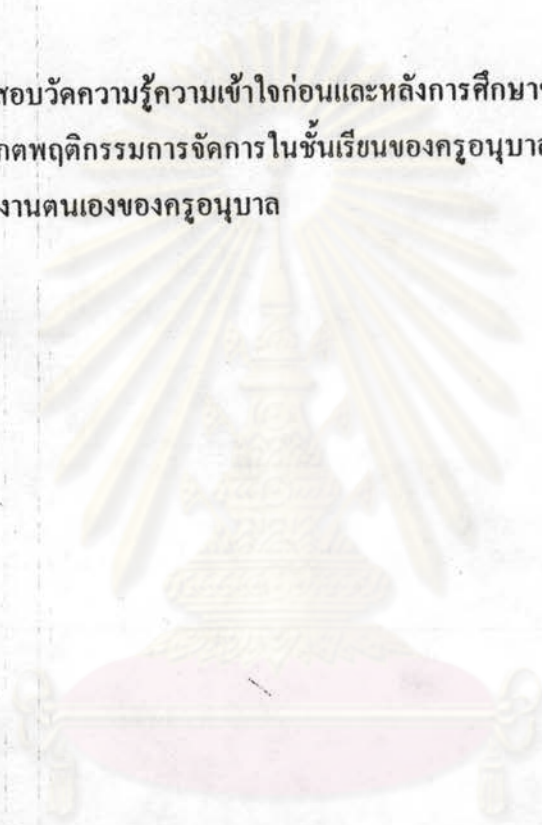 สอบวัดความรู้ความเข้าใจก่อนและหลังการศึกษา
กตพฤติกรรมการจัดการในชั้นเรียนของครูอนุบาล
งานตนเองของครูอนุบาล